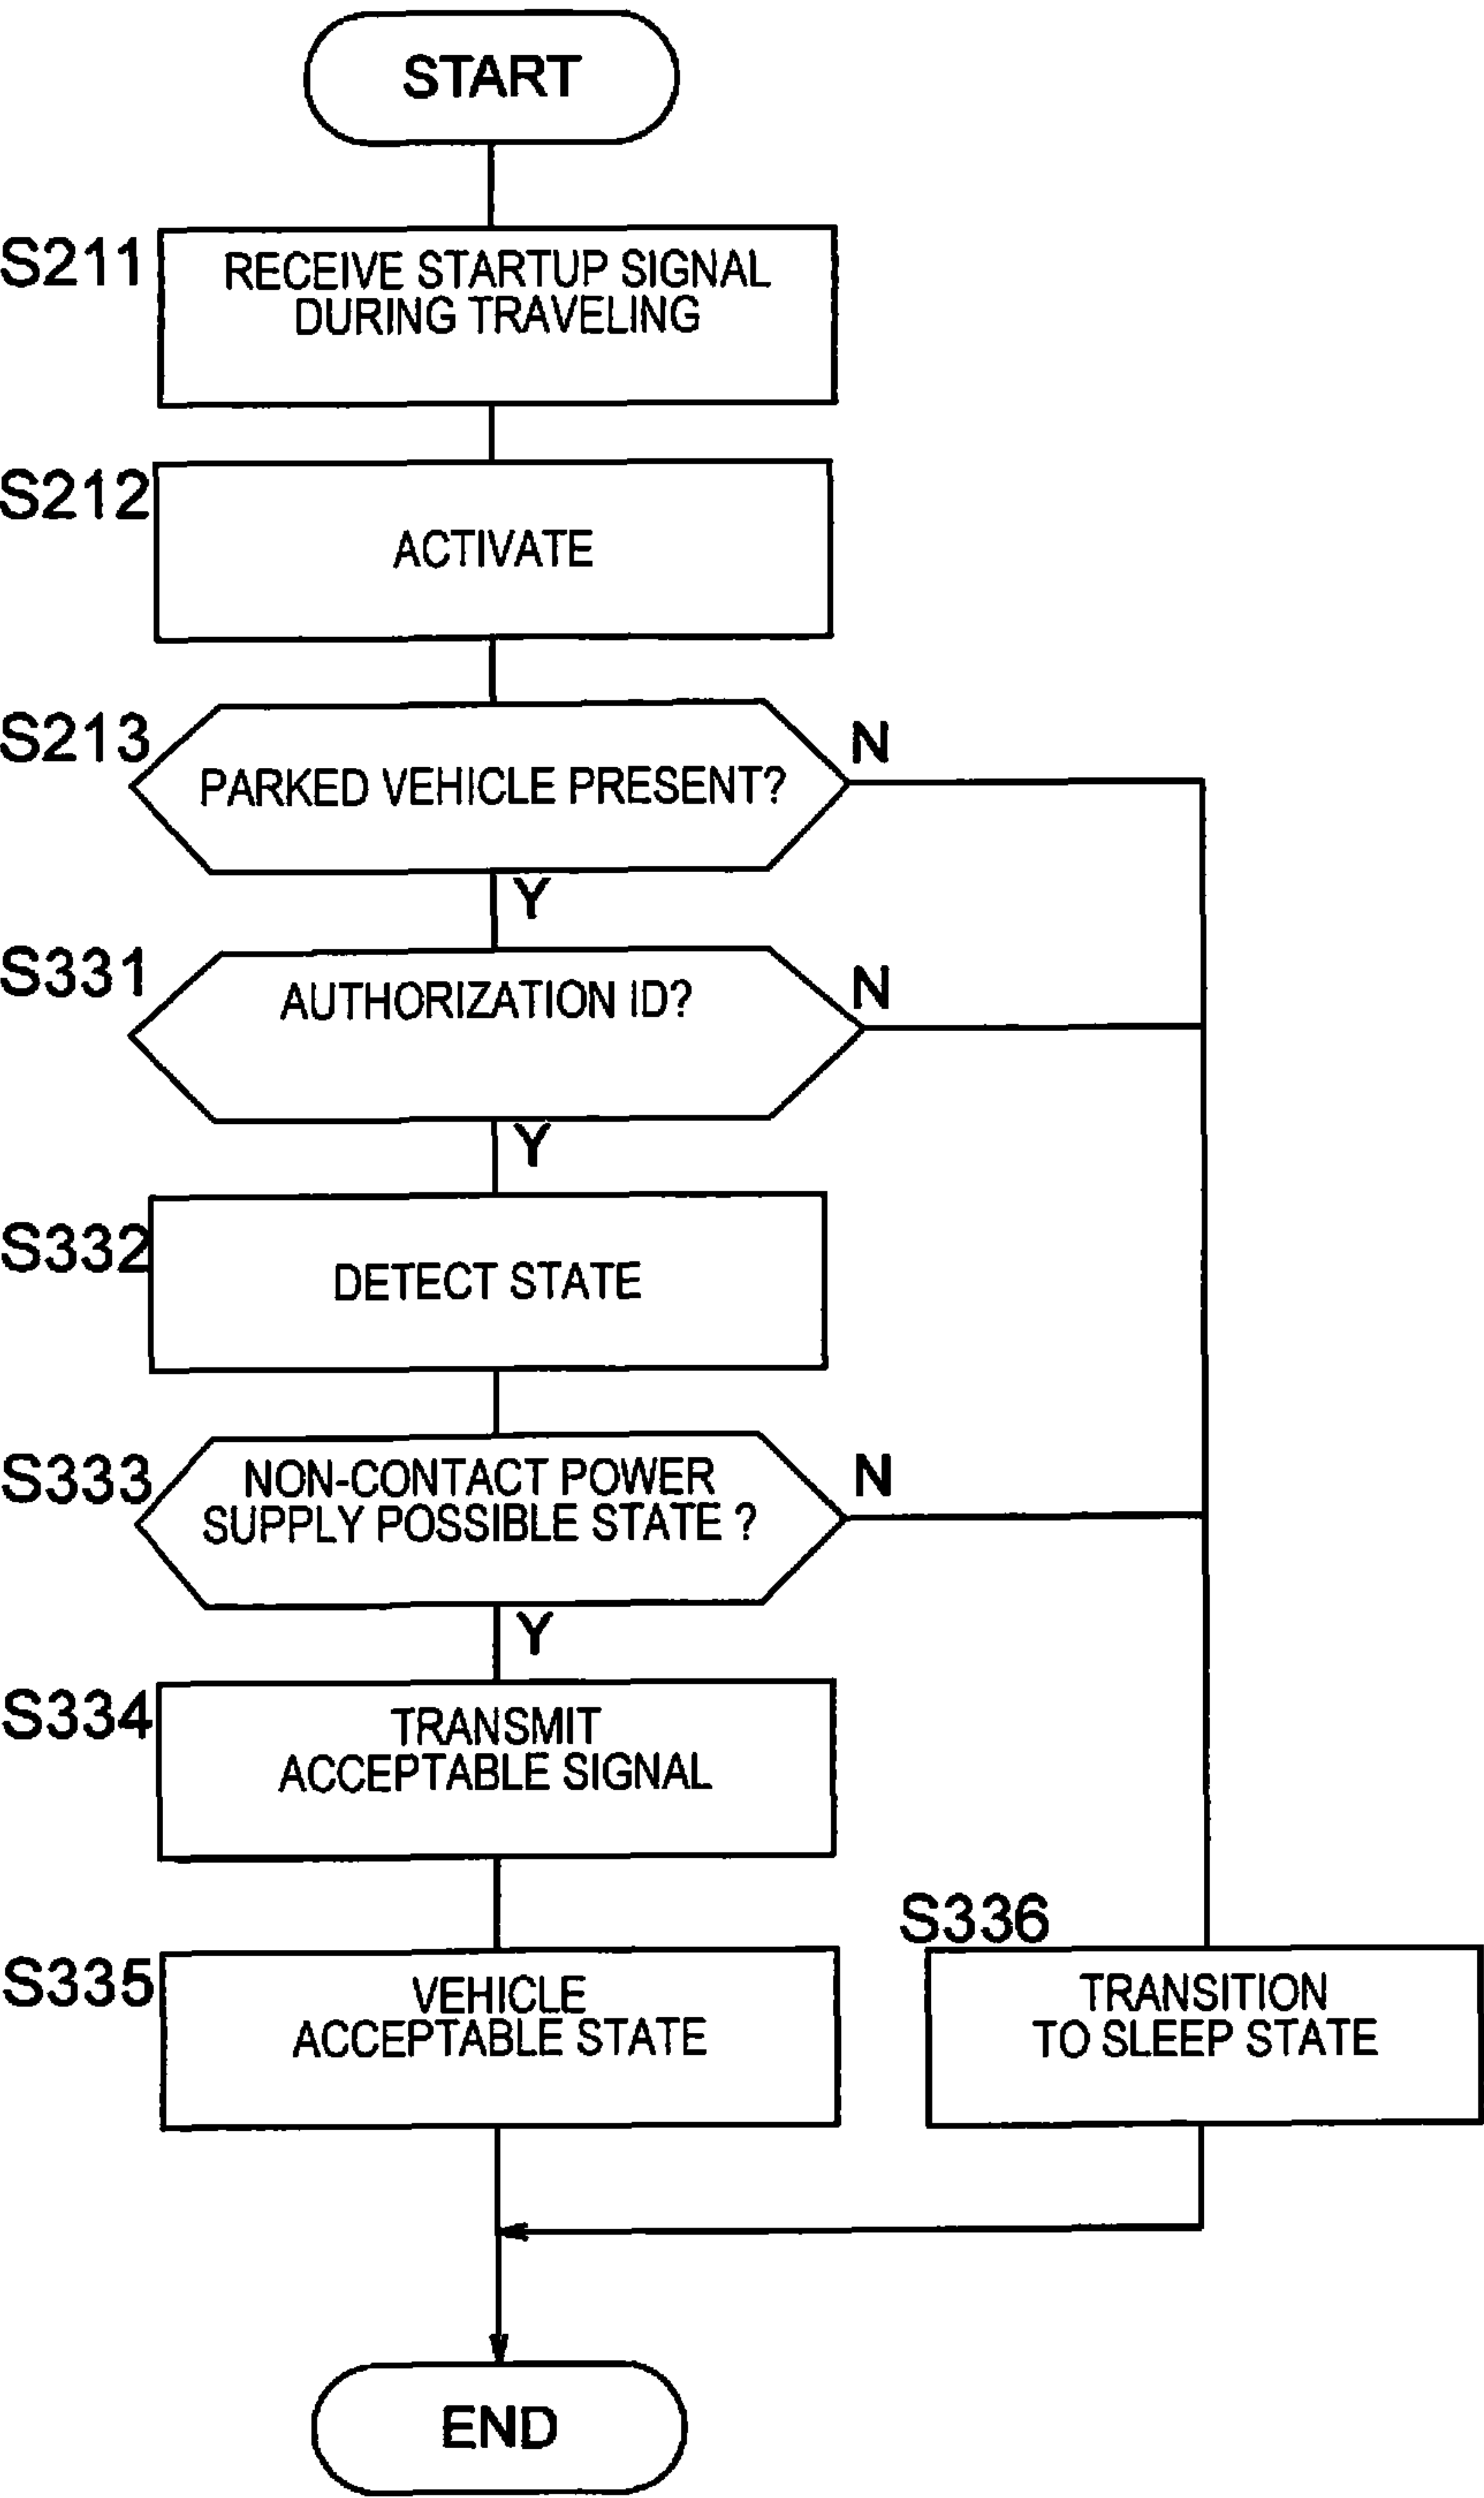 START
S211
RECEIVE STARTUP SIGNAL
DURING TRAVELING
S212
ACTIVATE
S213
PARKED VEHICLE PRESENT?
N
Y
S331
AUTHORIZATION ID?
N
Y
S332
DETECT STATE
S333
NON-CONTACT POWER
SUPPLY POSSIBLE STATE ?
N
Y
S334
TRANSMIT
ACCEPTABLE SIGNAL
S335
VEHICLE
ACCEPTABLE STATE
S336
TRANSITION
TO SLEEP STATE
END